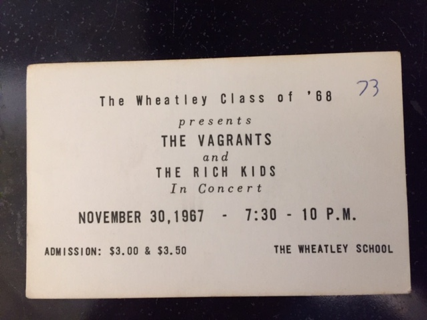 The Wheatley Class of '68
73
presents
THE VAGRANTS
and
THE RICH KIDS
In Concert
NOVEMBER 30,1967 - 7:30 - 10 P.M.
ADMISSION: $3.00 & $3.50 THE WHEATLEY SCHOOL